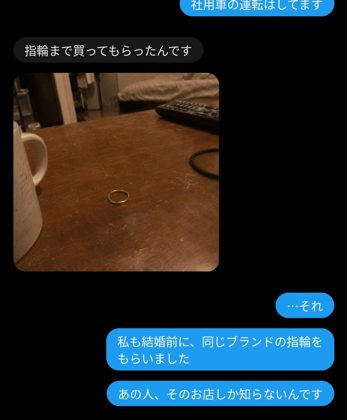 社用車の運転はしてます
指輪まで買ってもらったんです
…それ
私も結婚前に、同じブランドの指輪を
もらいました
あの人、そのお店しか知らないんです